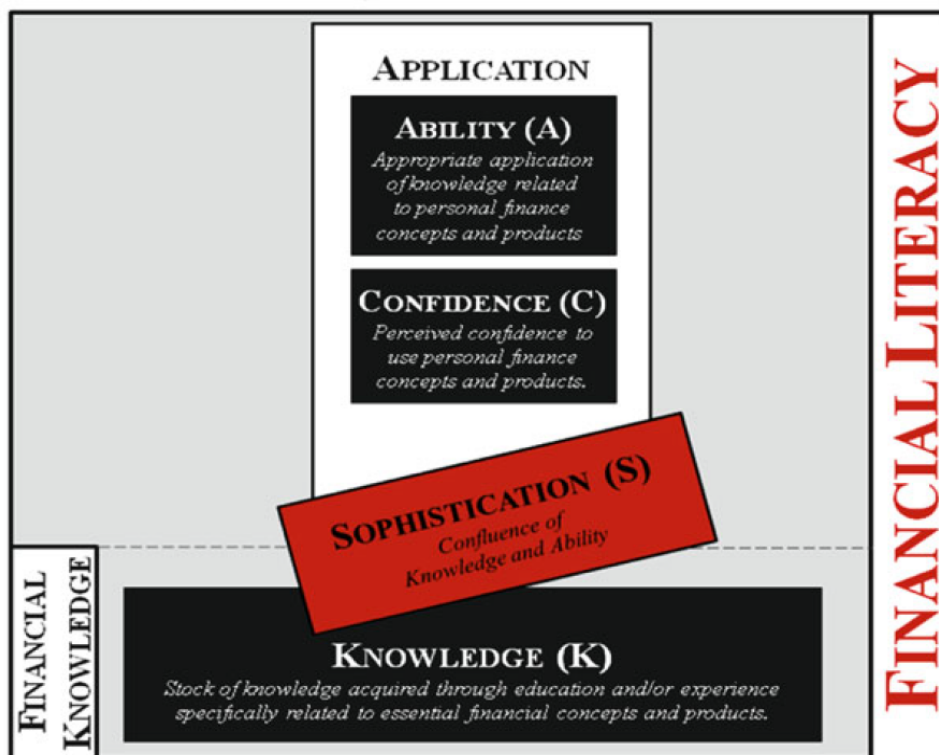 APPLICATION
ABILITY (A)
Appropriate application
of knowledge related
to personal finance
concepts and products
CONFIDENCE (C)
Perceived confidence to
use personal finance
concepts and products.
SOPHISTICATION (S)
Confluence of
Knowledge and Ability
KNOWLEDGE (K)
Stock of knowledge acquired through education and/or experience
specifically related to essential financial concepts and products.
FINANCIAL
KNOWLEDGE
FINANCIAL LITERACY